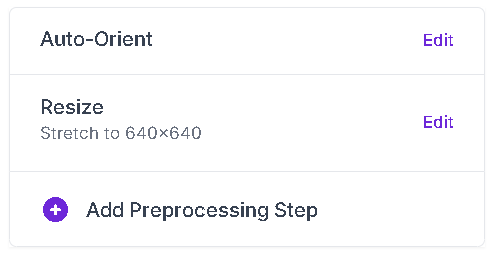 Auto-Orient
Edit
Resize
Stretch to 640×640
Edit
Add Preprocessing Step